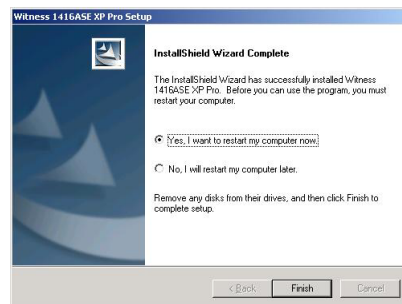 Witness 1416ASE XP Pro Setup
InstallShield Wizard Complete
The InstallShield Wizard has successfully installed Witness
1416ASE XP Pro. Before you can use the program, you must
restart your computer.
Yes, I want to restart my computer now.
No, I will restart my computer later.
Remove any disks from their drives, and then click Finish to
complete setup.
< Back
Finish
Cancel